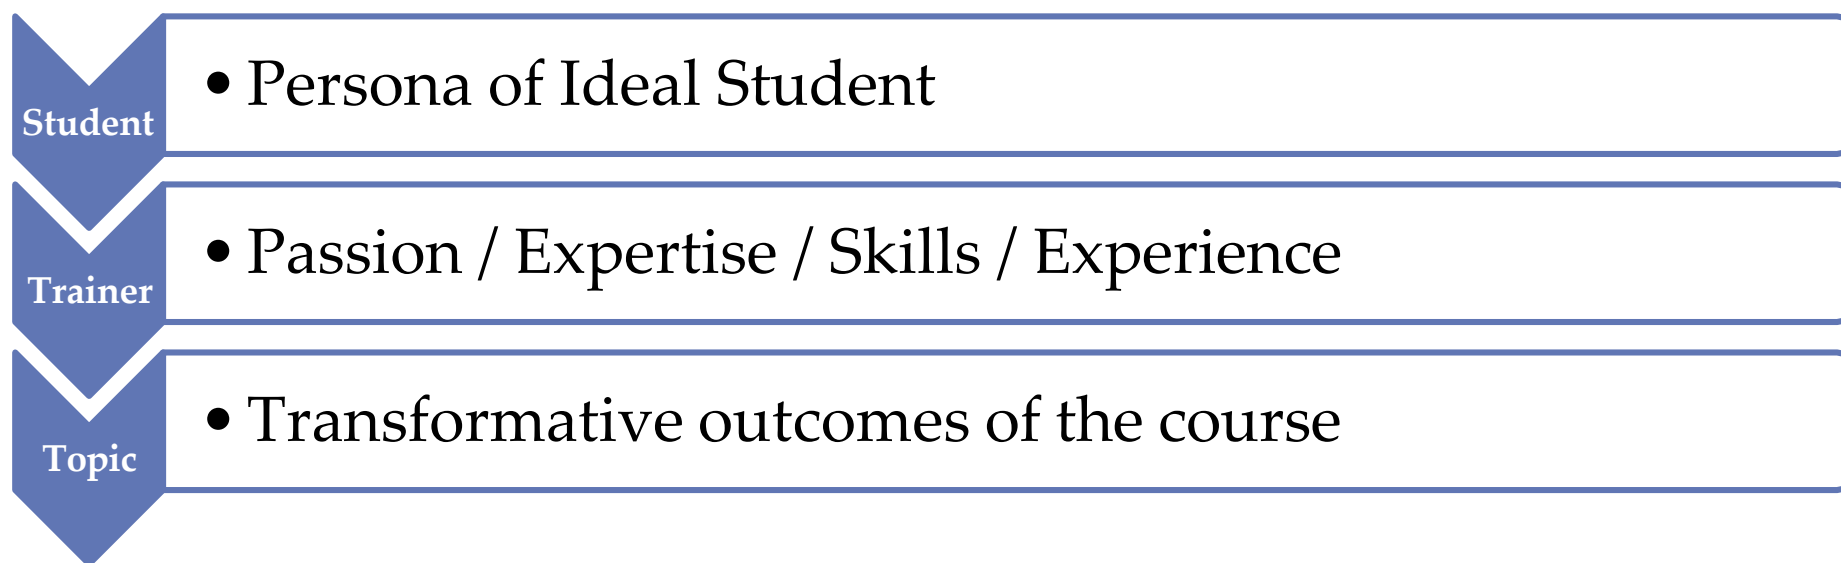 Student
• Persona of Ideal Student
Trainer
• Passion / Expertise / Skills / Experience
Topic
• Transformative outcomes of the course